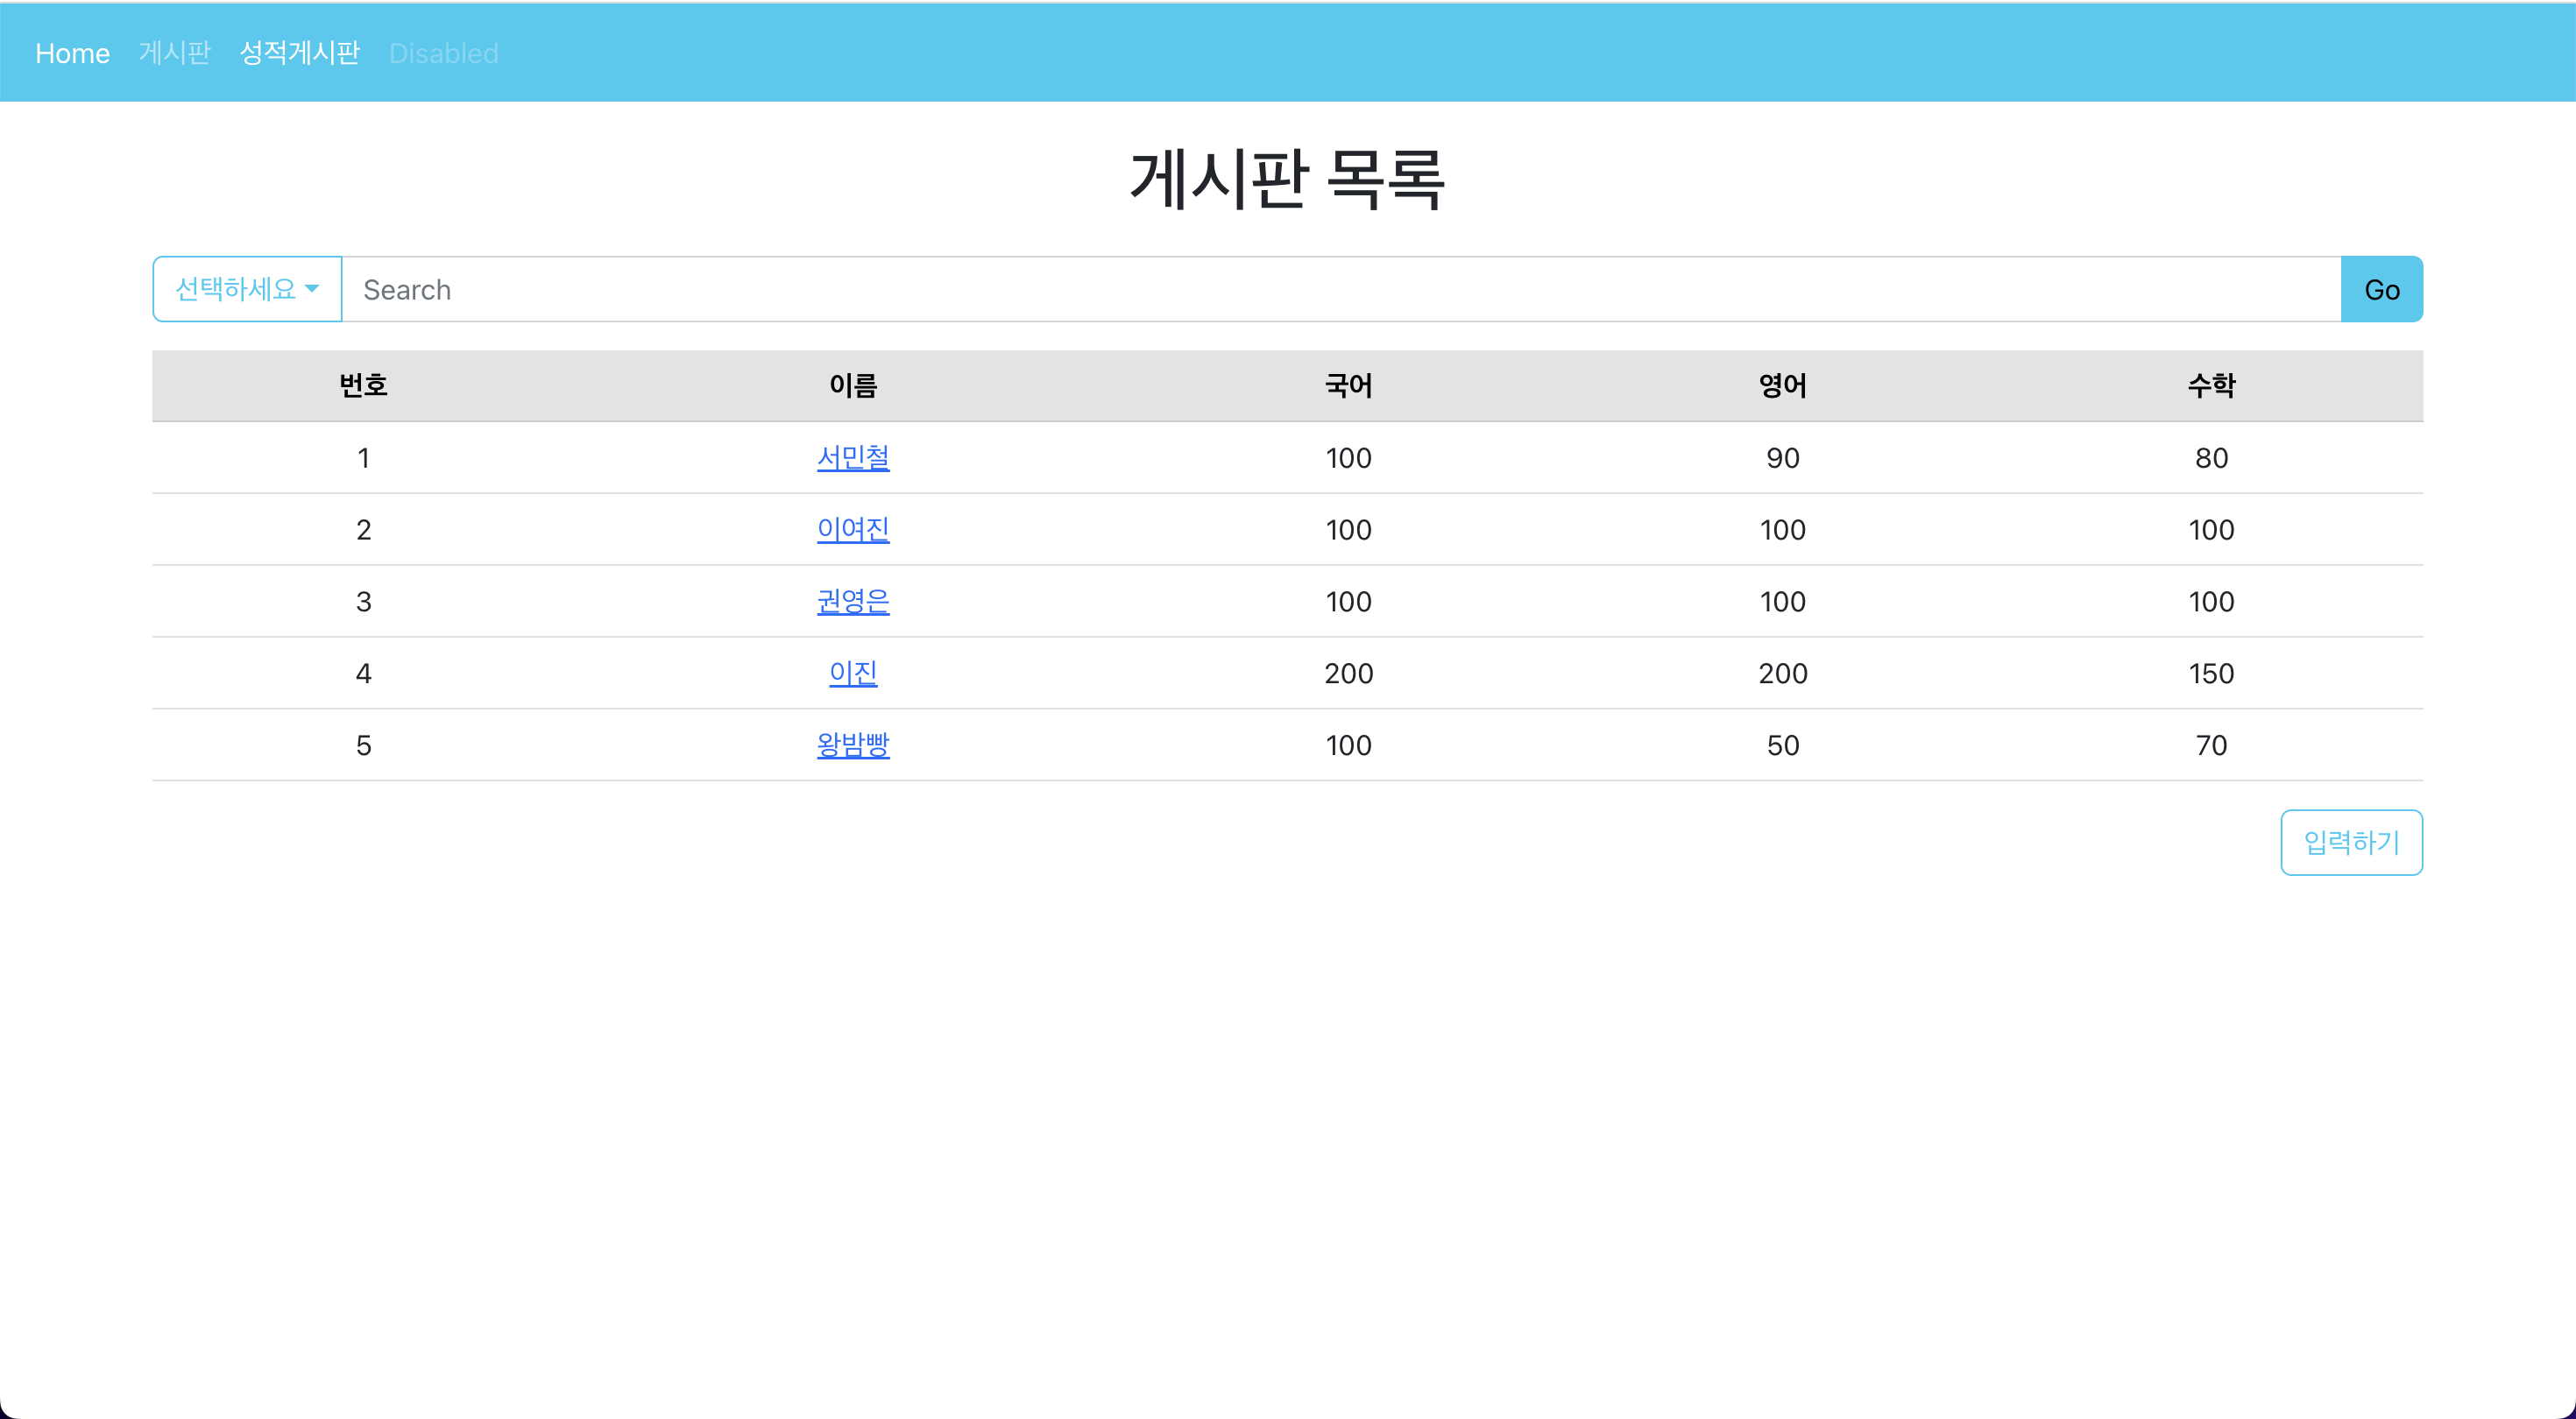 Home 게시판 성적게시판 Disabled
게시판 목록
선택하세요 Search Go
번호 이름 국어 영어 수학
1 서민철 100 90 80
2 이여진 100 100 100
3 권영은 100 100 100
4 이진 200 200 150
5 왕밤빵 100 50 70
입력하기